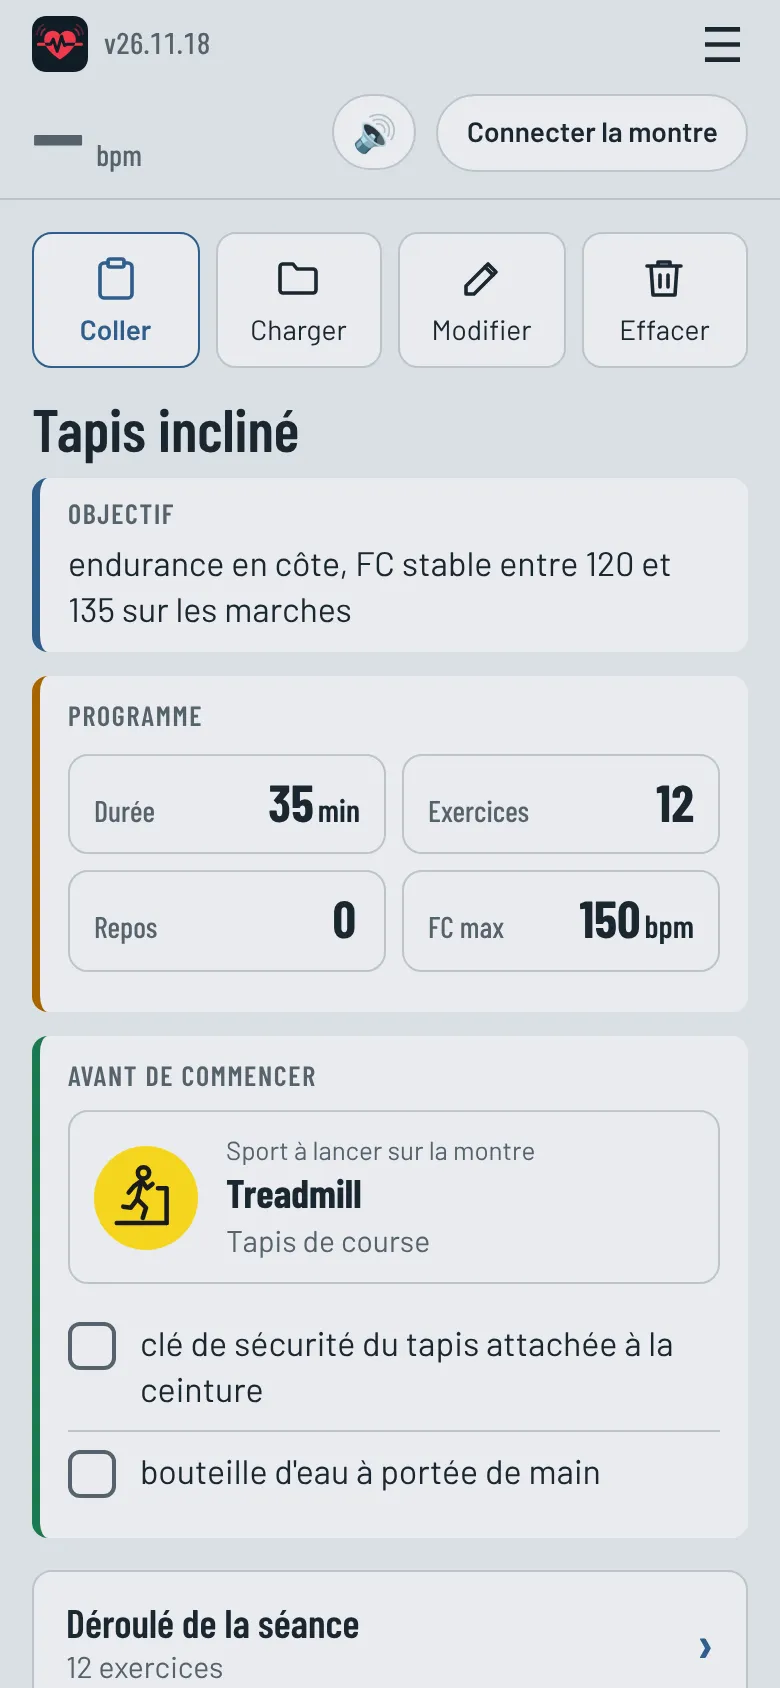 v26.11.18
bpm
Connecter la montre
Coller
Charger
Modifier
Effacer
Tapis incliné
OBJECTIF
endurance en côte, FC stable entre 120 et
135 sur les marches
PROGRAMME
Durée 35 min
Exercices 12
Repos 0
FC max 150 bpm
AVANT DE COMMENCER
Sport à lancer sur la montre
Treadmill
Tapis de course
clé de sécurité du tapis attachée à la
ceinture
bouteille d'eau à portée de main
Déroulé de la séance
12 exercices